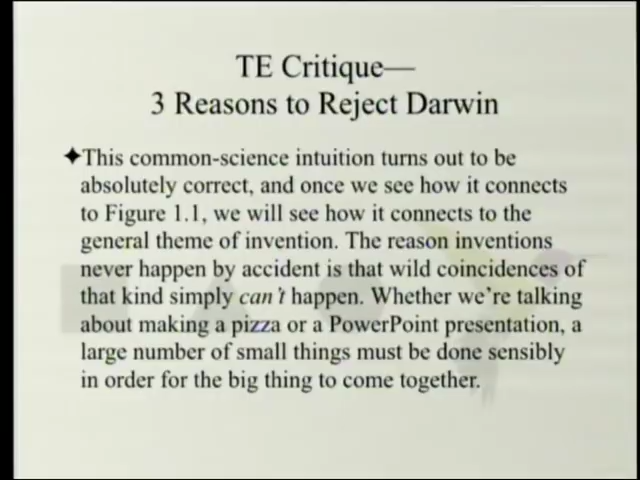 TE Critique—
3 Reasons to Reject Darwin
✦This common-science intuition turns out to be
absolutely correct, and once we see how it connects
to Figure 1.1, we will see how it connects to the
general theme of invention. The reason inventions
never happen by accident is that wild coincidences of
that kind simply can't happen. Whether we're talking
about making a pizza or a PowerPoint presentation, a
large number of small things must be done sensibly
in order for the big thing to come together.